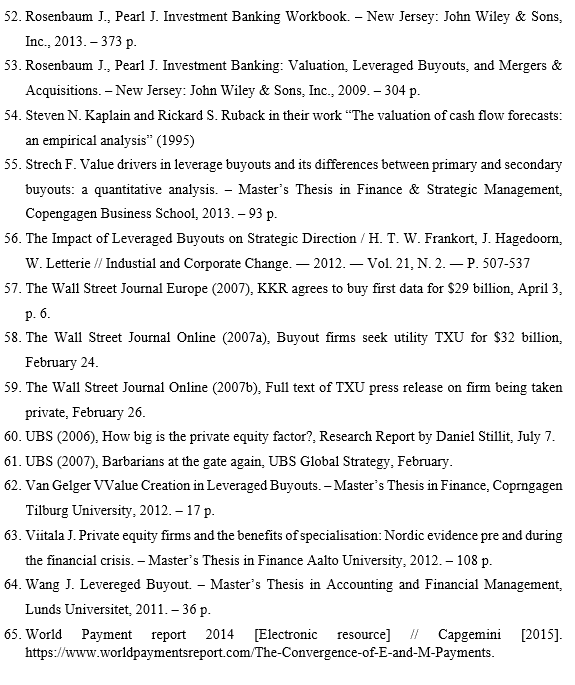 52. Rosenbaum J., Pearl J. Investment Banking Workbook. – New Jersey: John Wiley & Sons,
Inc., 2013. – 373 p.
53. Rosenbaum J., Pearl J. Investment Banking: Valuation, Leveraged Buyouts, and Mergers &
Acquisitions. – New Jersey: John Wiley & Sons, Inc., 2009. – 304 p.
54. Steven N. Kaplain and Rickard S. Ruback in their work “The valuation of cash flow forecasts:
an empirical analysis” (1995)
55. Strech F. Value drivers in leverage buyouts and its differences between primary and secondary
buyouts: a quantitative analysis. – Master’s Thesis in Finance & Strategic Management,
Copengagen Business School, 2013. – 93 p.
56. The Impact of Leveraged Buyouts on Strategic Direction / H. T. W. Frankort, J. Hagedoorn,
W. Letterie // Industial and Corporate Change. — 2012. — Vol. 21, N. 2. — P. 507-537
57. The Wall Street Journal Europe (2007), KKR agrees to buy first data for $29 billion, April 3,
p. 6.
58. The Wall Street Journal Online (2007a), Buyout firms seek utility TXU for $32 billion,
February 24.
59. The Wall Street Journal Online (2007b), Full text of TXU press release on firm being taken
private, February 26.
60. UBS (2006), How big is the private equity factor?, Research Report by Daniel Stillit, July 7.
61. UBS (2007), Barbarians at the gate again, UBS Global Strategy, February.
62. Van Gelger VValue Creation in Leveraged Buyouts. – Master’s Thesis in Finance, Coprngagen
Tilburg University, 2012. – 17 p.
63. Viitala J. Private equity firms and the benefits of specialisation: Nordic evidence pre and during
the financial crisis. – Master’s Thesis in Finance Aalto University, 2012. – 108 p.
64. Wang J. Levereged Buyout. – Master’s Thesis in Accounting and Financial Management,
Lunds Universitet, 2011. – 36 p.
65. World Payment report 2014 [Electronic resource] // Capgemini [2015].
https://www.worldpaymentsreport.com/The-Convergence-of-E-and-M-Payments.